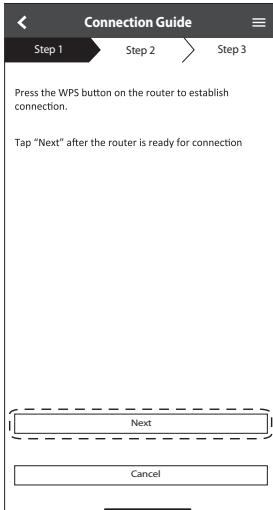 Connection Guide
Step 1 Step 2 Step 3
Press the WPS button on the router to establish
connection.
Tap “Next” after the router is ready for connection
Next
Cancel